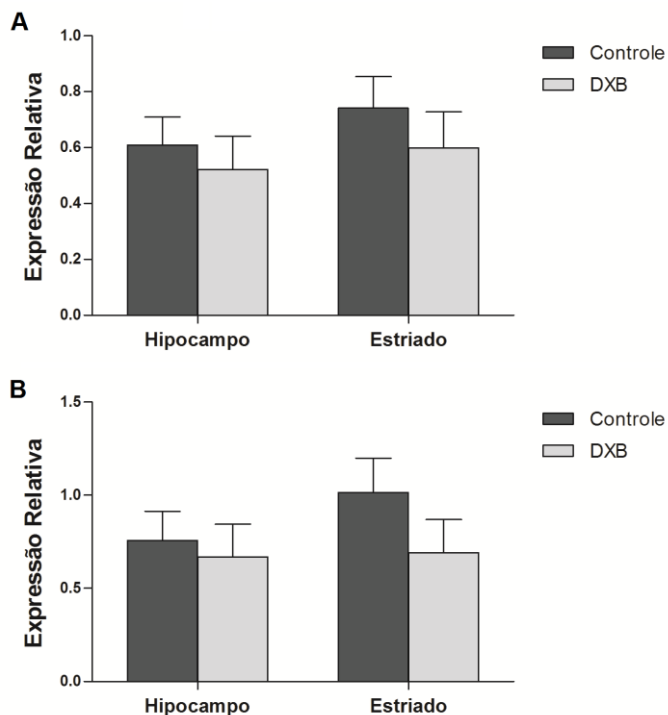 A
Expressão Relativa
1.0
0.8
0.6
0.4
0.2
0.0
Hipocampo
Estriado
Controle
DXB
B
Expressão Relativa
1.5
1.0
0.5
0.0
Hipocampo
Estriado
Controle
DXB